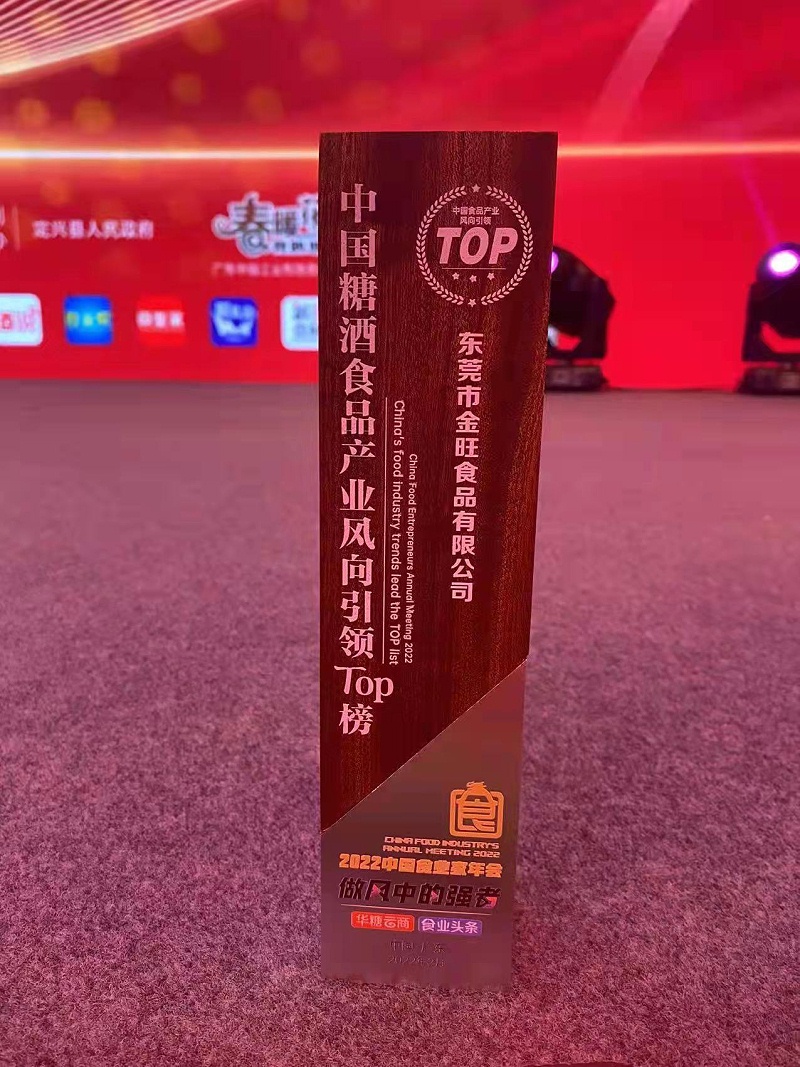 定兴县人民政府
春暖
中国糖酒食品产业风向引领Top榜
China Food Entrepreneurs Annual Meeting 2022
China's food industry trends lead the TOP list
中国食品产业
风向引领
TOP
东莞市金旺食品有限公司
食
CHINA FOOD INDUSTRY'S
ANNUAL MEETING 2022
2022中国食业家年会
做风中的强者
华糖云商
食业头条